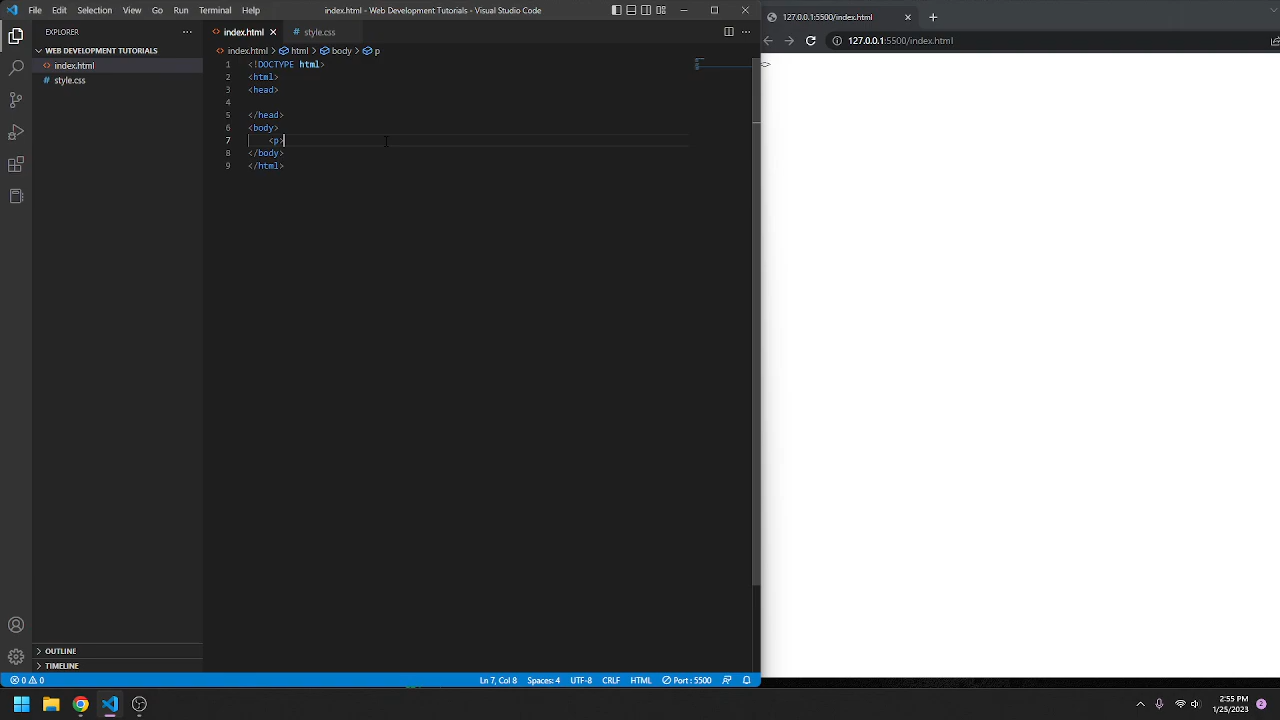 File Edit Selection View Go Run Terminal Help
index.html - Web Development Tutorials - Visual Studio Code
127.0.0.1:5500/index.html
EXPLORER
index.html
style.css
127.0.0.1:5500/index.html
WEB DEVELOPMENT TUTORIALS
index.html > html > body > p
index.html
style.css
1 <!DOCTYPE html>
2 <html>
3 <head>
4
5 </head>
6 <body>
7 <p>
8 </body>
9 </html>
<>
OUTLINE
TIMELINE
0 0
Ln 7, Col 8 Spaces: 4 UTF-8 CRLF HTML Port : 5500
2:55 PM
1/23/2023
2